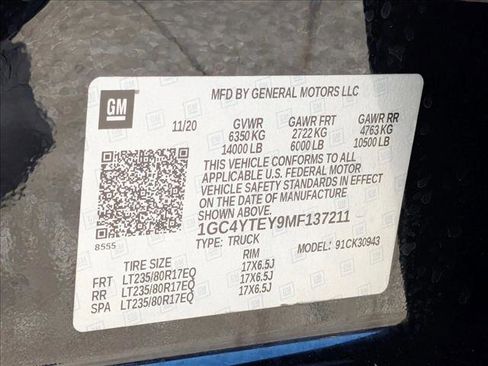 GM
MFD BY GENERAL MOTORS LLC
11/20 GVWR GAWR FRT GAWR RR
6350 KG 2722 KG 4763 KG
14000 LB 6000 LB 10500 LB
THIS VEHICLE CONFORMS TO ALL
APPLICABLE U.S. FEDERAL MOTOR
VEHICLE SAFETY STANDARDS IN EFFECT
ON THE DATE OF MANUFACTURE
SHOWN ABOVE.
1GC4YTEY9MF137211
8555
TYPE: TRUCK MODEL: 91CK30943
TIRE SIZE RIM
FRT LT235/80R17EQ 17X6.5J
RR LT235/80R17EQ 17X6.5J
SPA LT235/80R17EQ 17X6.5J